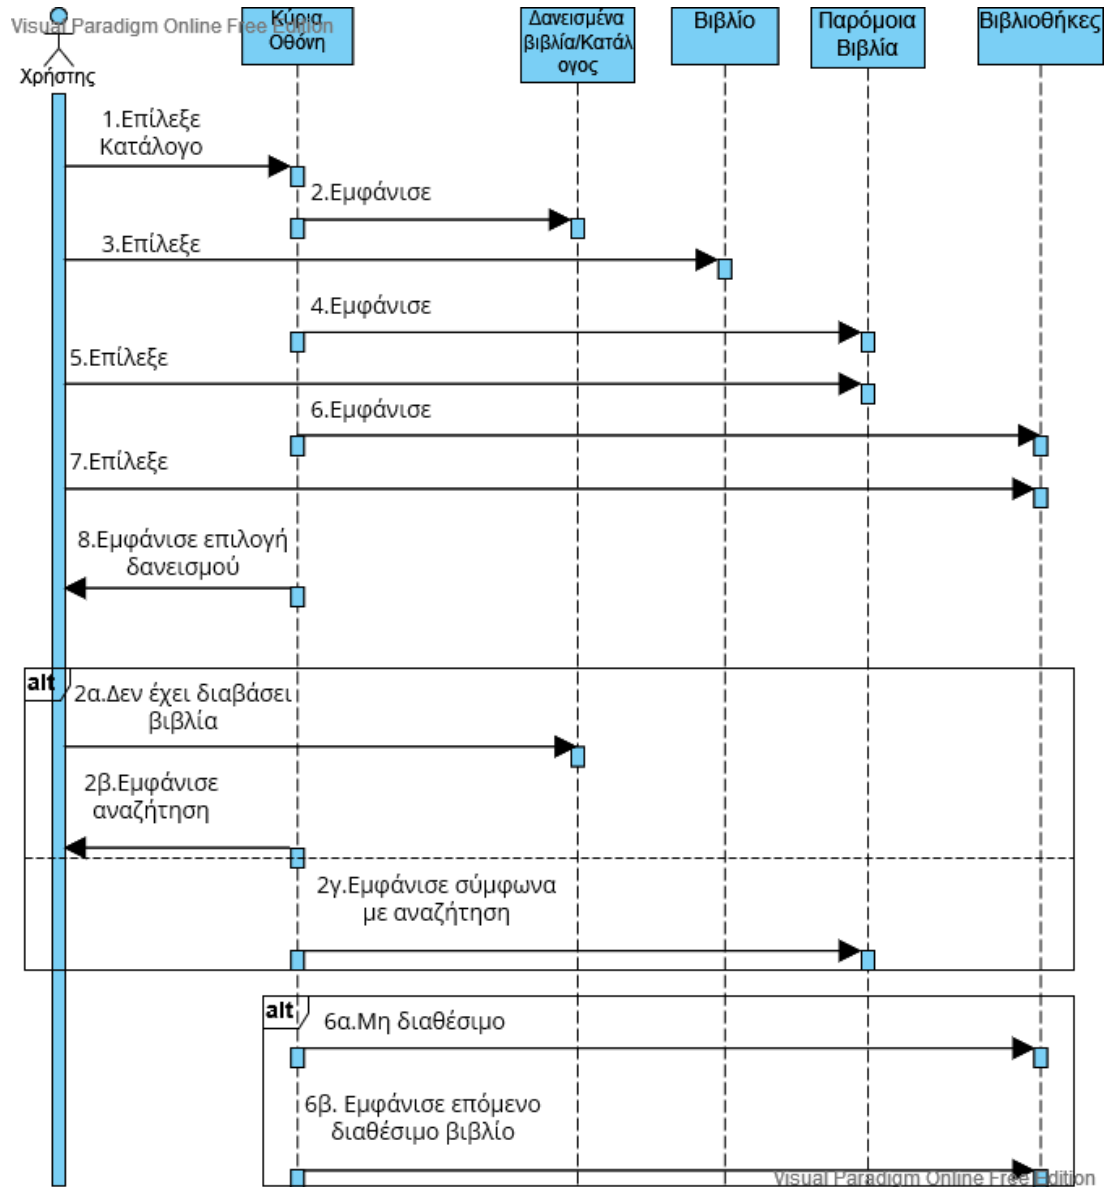 Visual Paradigm Online Free Edition
Χρήστης
Κύρια
Οθόνη
Δανεισμένα
βιβλία/Κατάλ
ογος
Βιβλίο
Παρόμοια
Βιβλία
Βιβλιοθήκες
1.Επίλεξε
Κατάλογο
2.Εμφάνισε
3.Επίλεξε
4.Εμφάνισε
5.Επίλεξε
6.Εμφάνισε
7.Επίλεξε
8.Εμφάνισε επιλογή
δανεισμού
alt
2α.Δεν έχει διαβάσει
βιβλία
2β.Εμφάνισε
αναζήτηση
2γ.Εμφάνισε σύμφωνα
με αναζήτηση
alt
6α.Μη διαθέσιμο
6β. Εμφάνισε επόμενο
διαθέσιμο βιβλίο
Visual Paradigm Online Free Edition